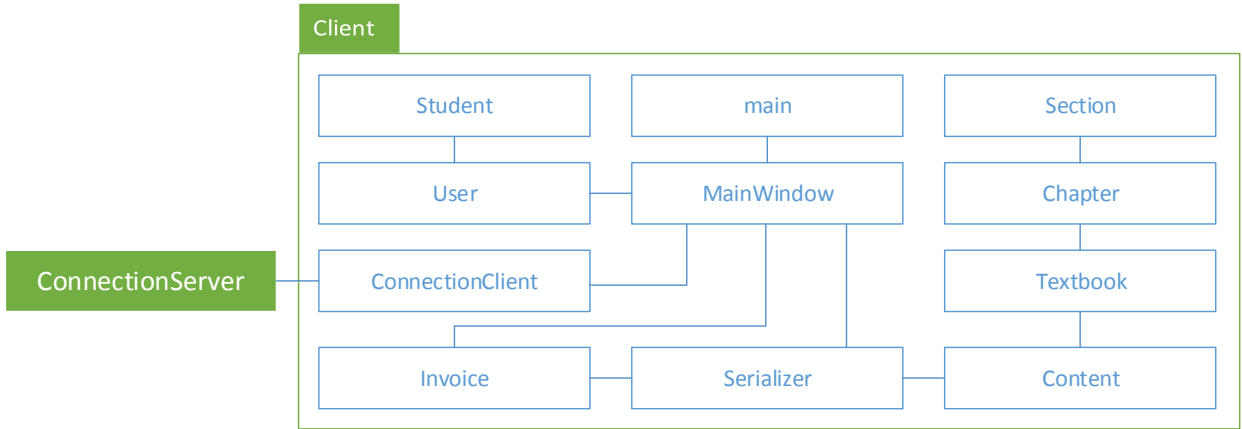 Client
Student
main
Section
User
MainWindow
Chapter
ConnectionServer
ConnectionClient
Textbook
Invoice
Serializer
Content